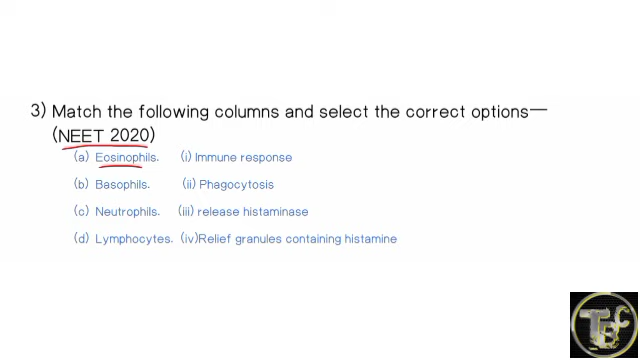 3) Match the following columns and select the correct options—
(NEET 2020)
(a) Eosinophils. (i) Immune response
(b) Basophils. (ii) Phagocytosis
(c) Neutrophils. (iii) release histaminase
(d) Lymphocytes. (iv)Relief granules containing histamine